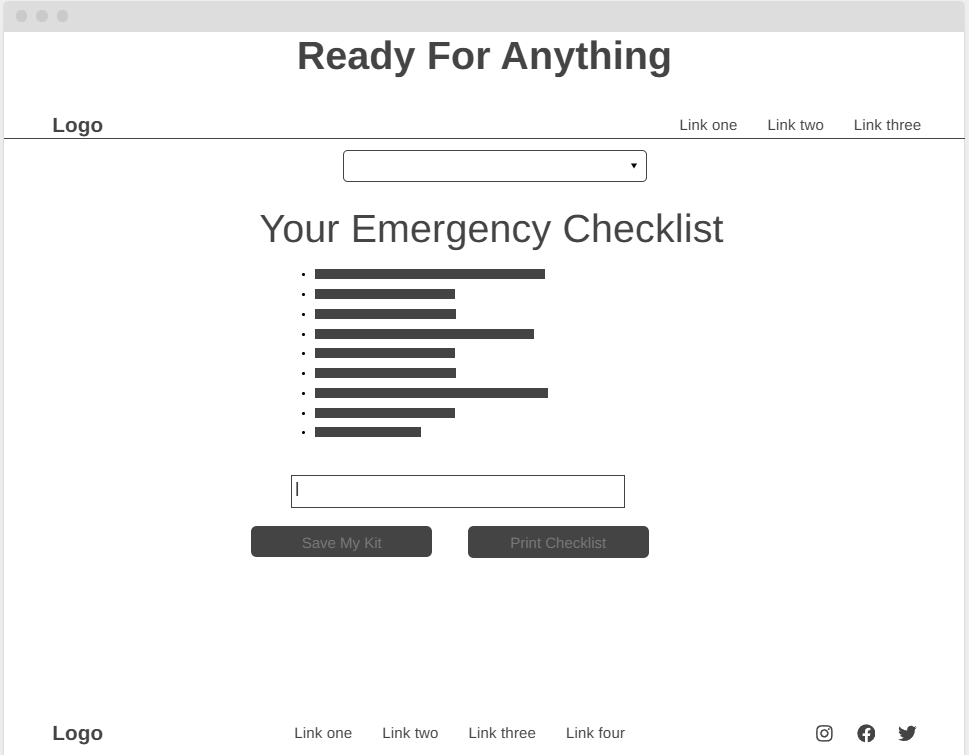 Ready For Anything
Logo Link one Link two Link three
Your Emergency Checklist
Save My Kit Print Checklist
Logo Link one Link two Link three Link four